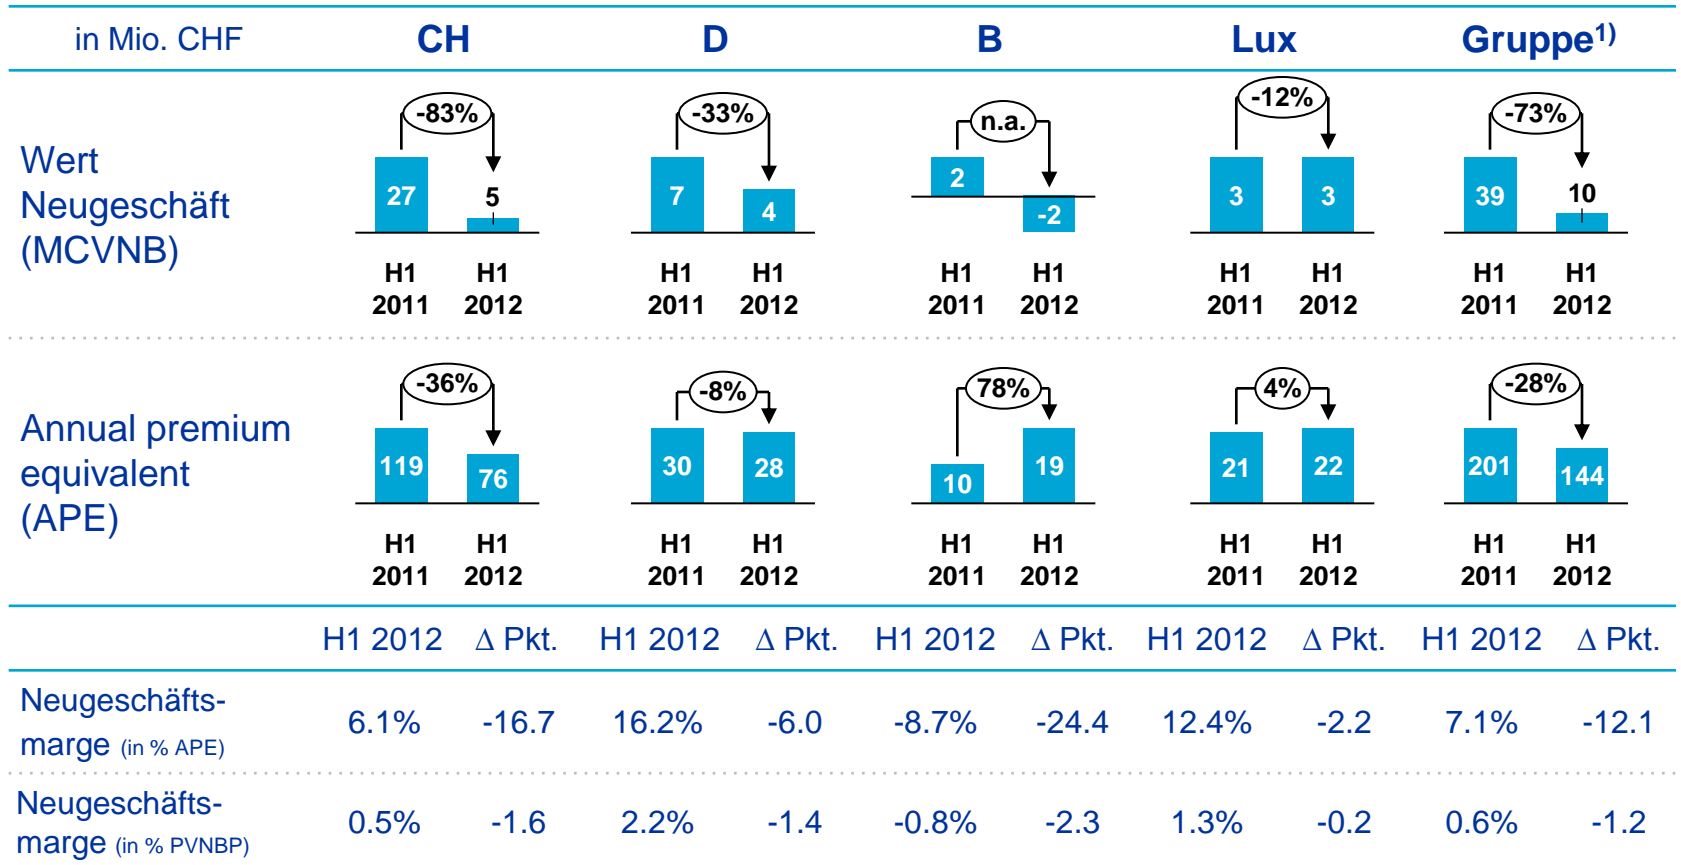 in Mio. CHF CH D B Lux Gruppe1)
-83% -33% n.a. -12% -73%
Wert
Neugeschäft
(MCVNB)
27 5 7 4 2 -2 3 3 39 10
H1 H1 H1 H1 H1 H1 H1 H1 H1 H1
2011 2012 2011 2012 2011 2012 2011 2012 2011 2012
-36% -8% 78% 4% -28%
Annual premium
equivalent
(APE)
119 76 30 28 10 19 21 22 201 144
H1 H1 H1 H1 H1 H1 H1 H1 H1 H1
2011 2012 2011 2012 2011 2012 2011 2012 2011 2012
H1 2012 Δ Pkt. H1 2012 Δ Pkt. H1 2012 Δ Pkt. H1 2012 Δ Pkt. H1 2012 Δ Pkt.
Neugeschäfts-
marge (in % APE) 6.1% -16.7 16.2% -6.0 -8.7% -24.4 12.4% -2.2 7.1% -12.1
Neugeschäfts-
marge (in % PVNBP) 0.5% -1.6 2.2% -1.4 -0.8% -2.3 1.3% -0.2 0.6% -1.2